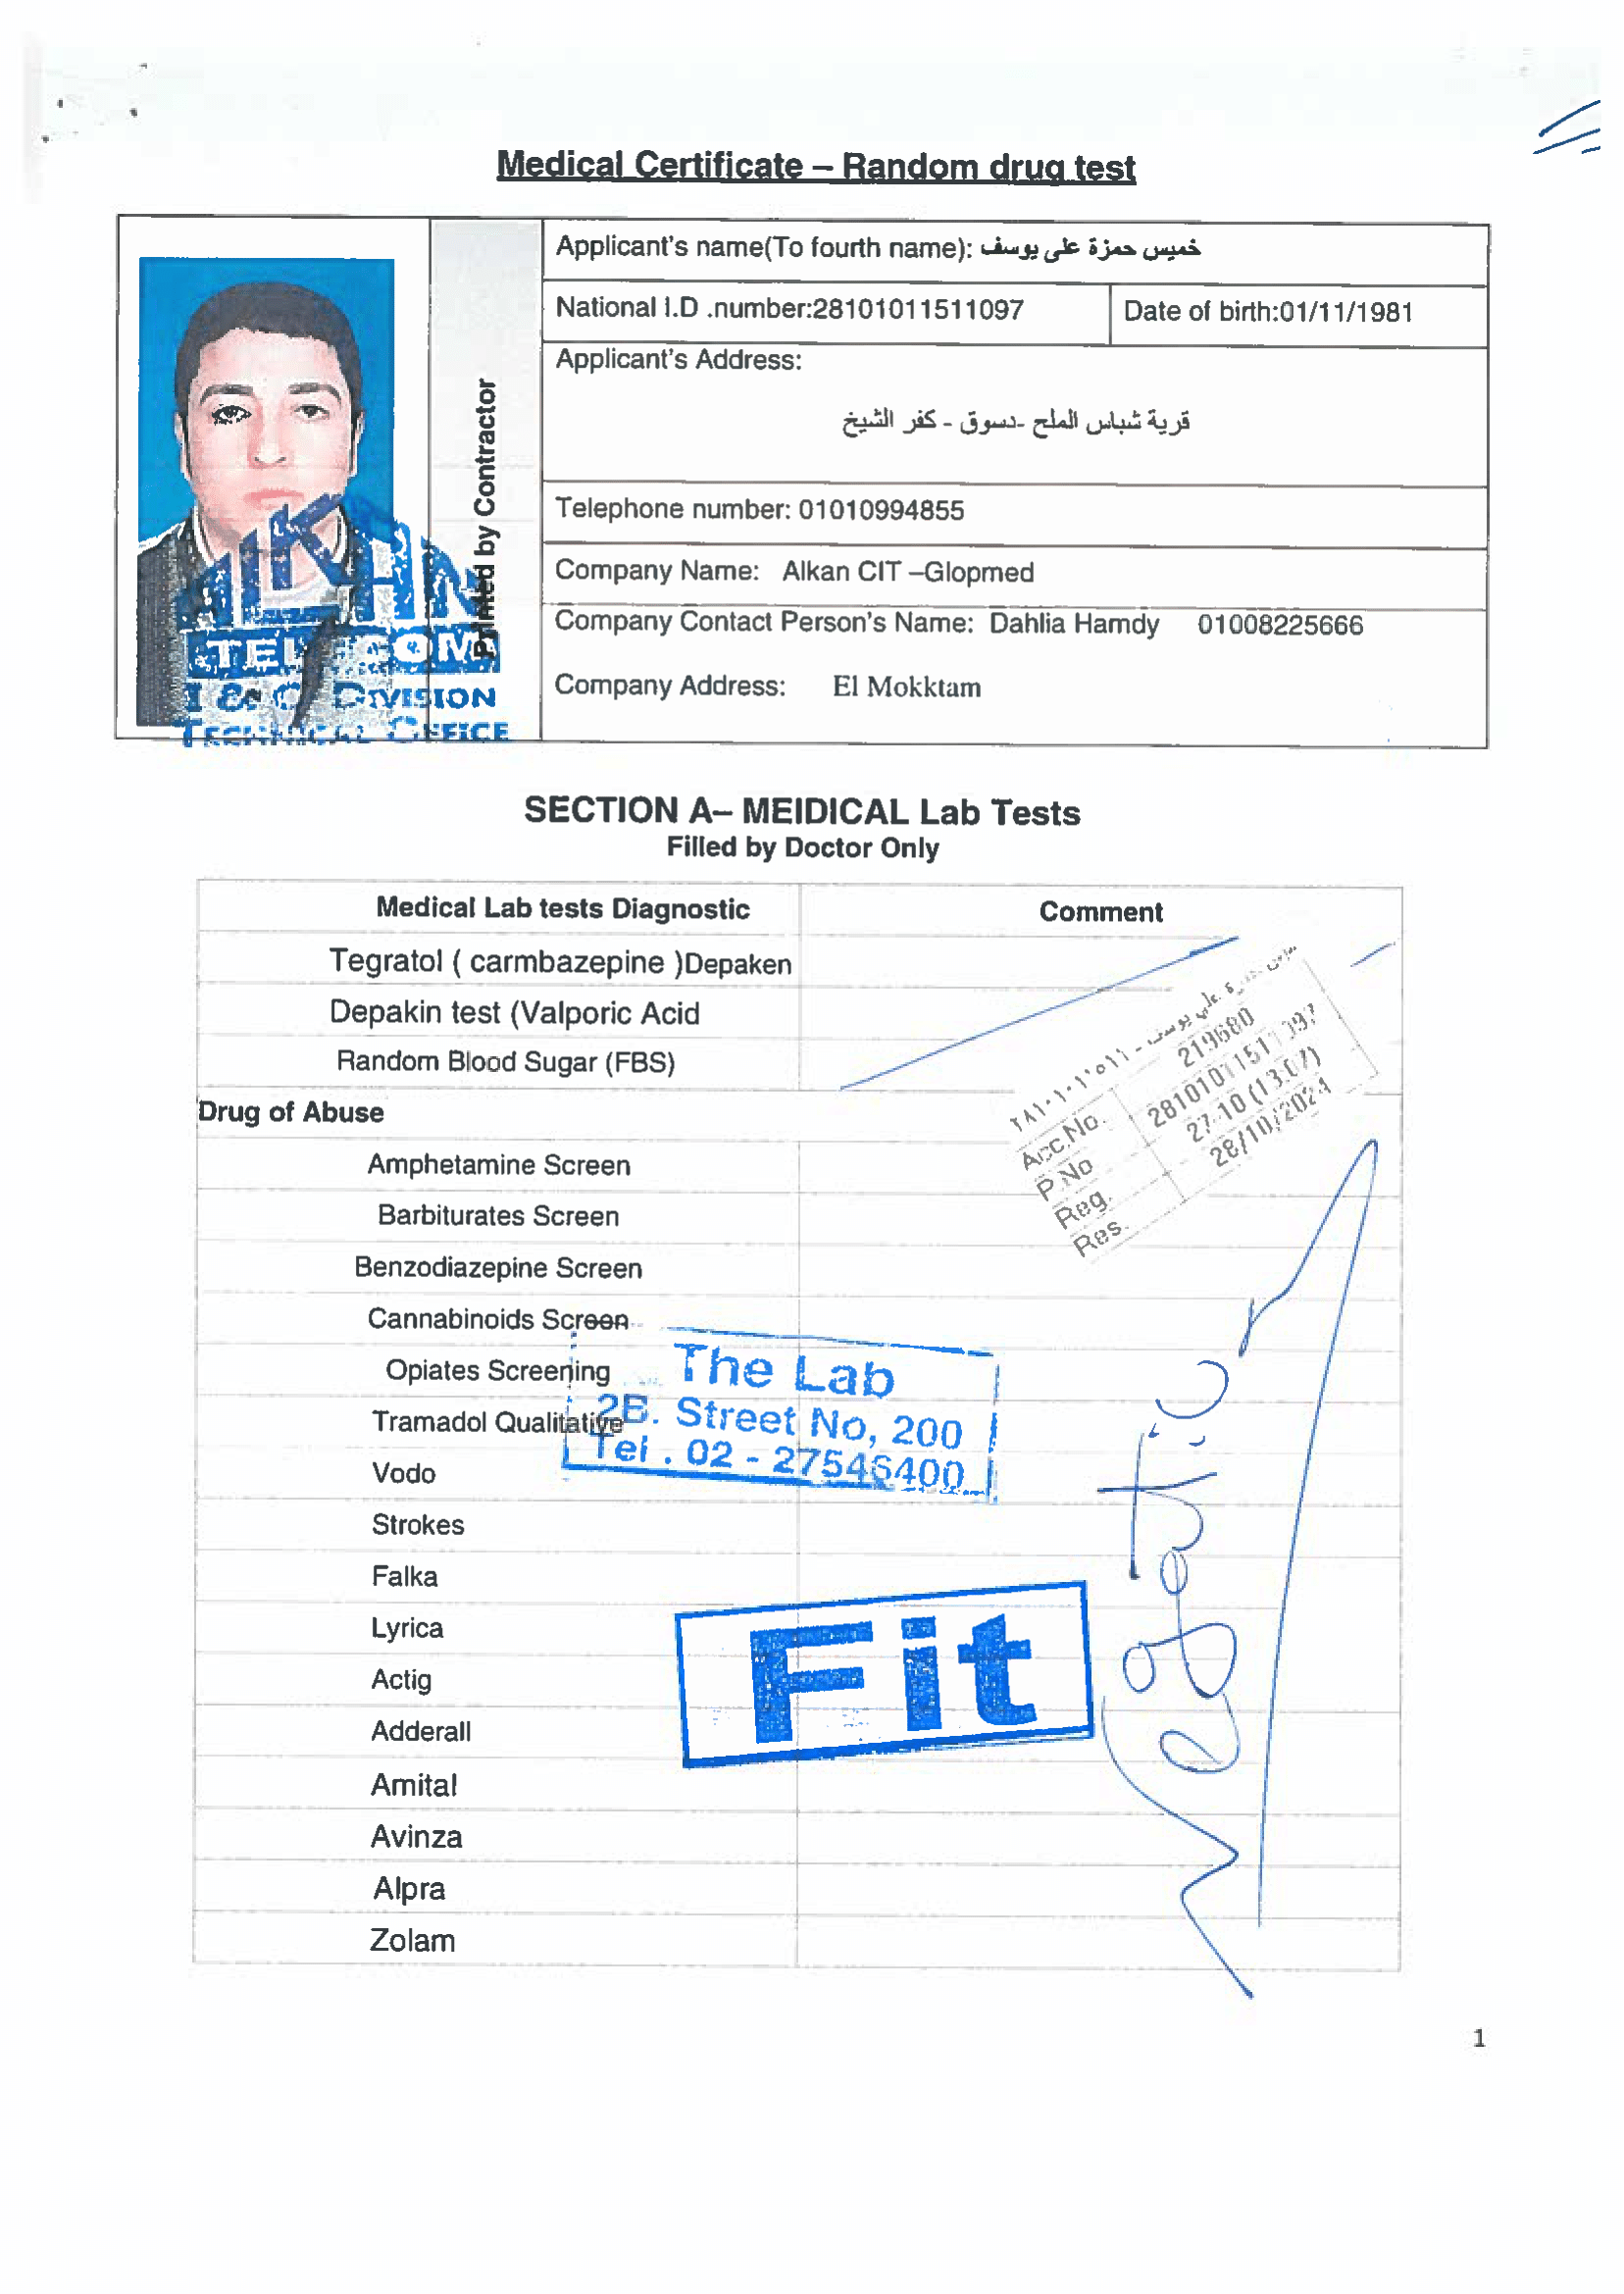 Medical Certificate – Random drug test
Printed by Contractor
Applicant's name(To fourth name): خميس حمزة على يوسف
National I.D .number:28101011511097
Date of birth:01/11/1981
Applicant's Address:
قرية شباس الملح -دسوق - كفر الشيخ
Telephone number: 01010994855
Company Name: Alkan CIT –Glopmed
Company Contact Person's Name: Dahlia Hamdy 01008225666
Company Address: El Mokktam
ALKAN
TELECOM
DIVISION
TECHNICAL OFFICE
SECTION A– MEIDICAL Lab Tests
Filled by Doctor Only
Medical Lab tests Diagnostic
Comment
Tegratol ( carmbazepine )Depaken
Depakin test (Valporic Acid
Random Blood Sugar (FBS)
علي يوسف
Acc.No. 219680
P.No 28101011511097
Reg. 27-10 (13:07)
Res. 28/10/2024
Drug of Abuse
Amphetamine Screen
Barbiturates Screen
Benzodiazepine Screen
Cannabinoids Screen
Opiates Screening
Tramadol Qualitative
Vodo
Strokes
Falka
Lyrica
Actig
Adderall
Amital
Avinza
Alpra
Zolam
The Lab
2B. Street No, 200
Tel . 02 - 27546400
Fit
Negative
1